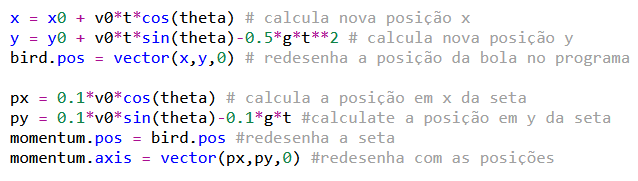 x = x0 + v0*t*cos(theta) # calcula nova posição x
y = y0 + v0*t*sin(theta)-0.5*g*t**2 # calcula nova posição y
bird.pos = vector(x,y,0) # redesenha a posição da bola no programa
px = 0.1*v0*cos(theta) # calcula a posição em x da seta
py = 0.1*v0*sin(theta)-0.1*g*t #calculate a posição em y da seta
momentum.pos = bird.pos #redesenha a seta
momentum.axis = vector(px,py,0) #redesenha com as posições